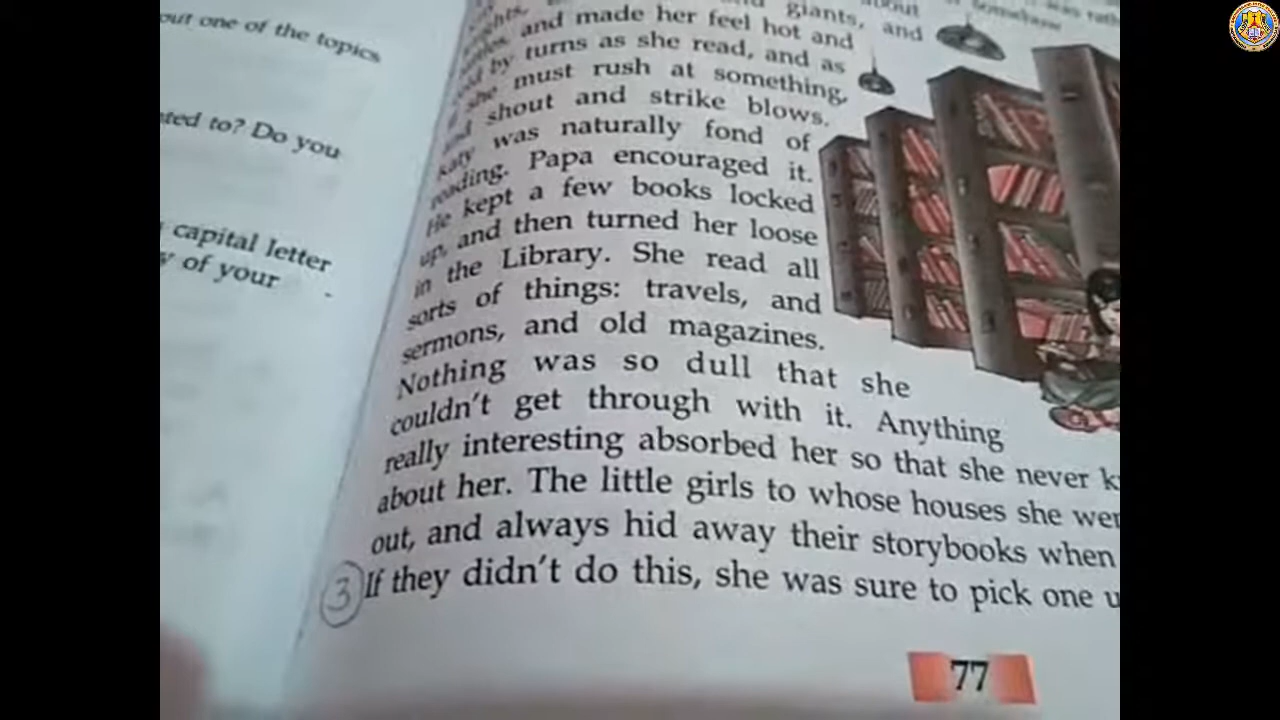 out one of the topics
ted to? Do you
capital letter
y of your
giants, and
and made her feel hot and
by turns as she read, and as
she must rush at something,
shout and strike blows.
Katy was naturally fond of
reading. Papa encouraged it.
He kept a few books locked
up, and then turned her loose
in the Library. She read all
sorts of things: travels, and
sermons, and old magazines.
Nothing was so dull that she
couldn't get through with it. Anything
really interesting absorbed her so that she never k
about her. The little girls to whose houses she wer
out, and always hid away their storybooks when
3 If they didn't do this, she was sure to pick one u
77